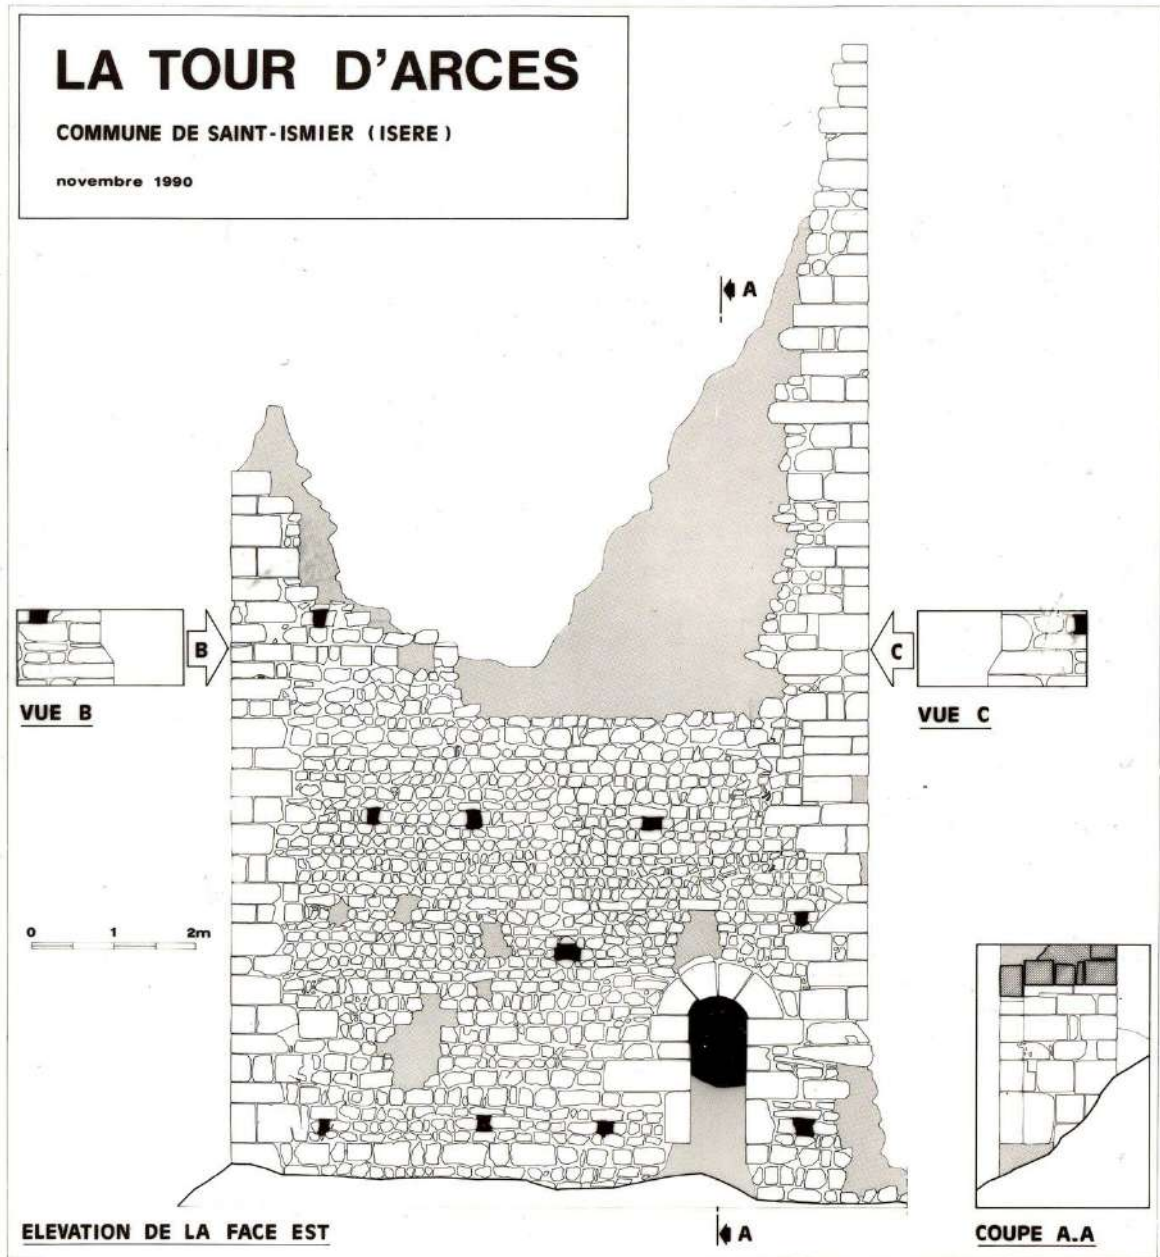 LA TOUR D'ARCES
COMMUNE DE SAINT-ISMIER (ISERE)
novembre 1990
A
B
VUE B
C
VUE C
0 1 2m
ELEVATION DE LA FACE EST
A
COUPE A.A